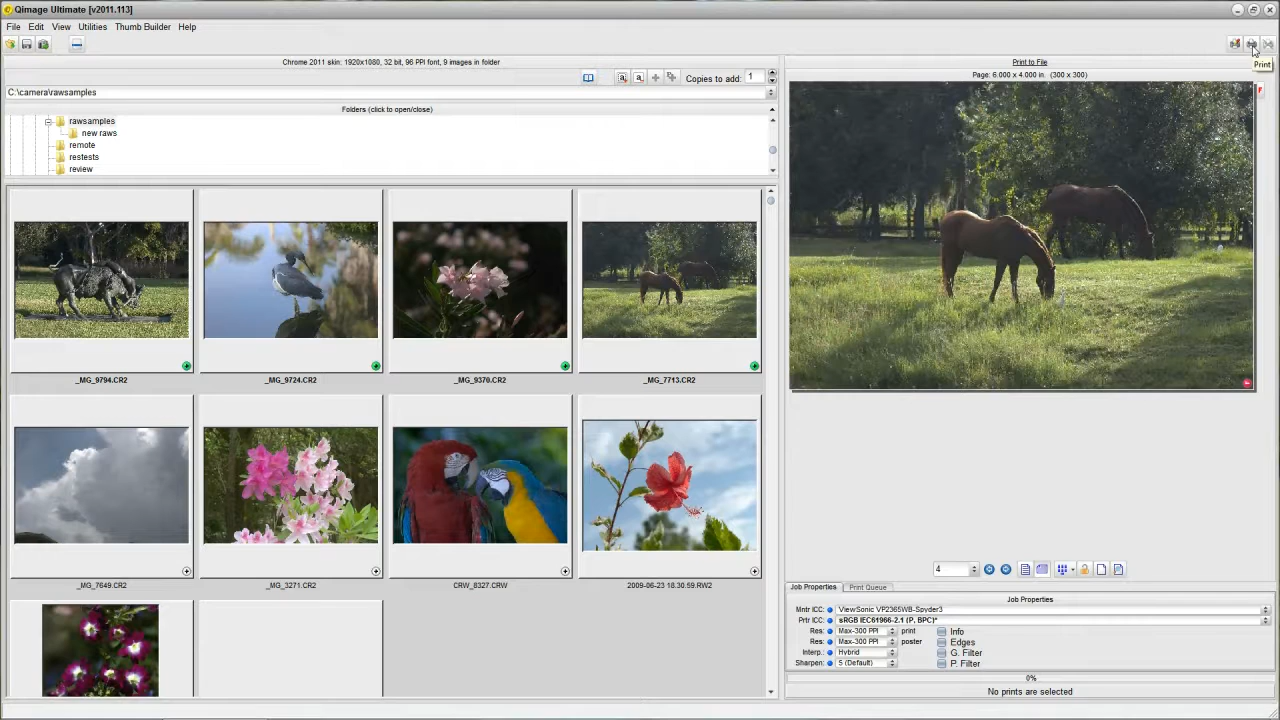 Qimage Ultimate [v2011.113]
File Edit View Utilities Thumb Builder Help
Print
Chrome 2011 skin: 1920x1080, 32 bit, 96 PPI font, 9 images in folder
Copies to add: 1
C:\camera\rawsamples
Folders (click to open/close)
rawsamples
new raws
remote
restests
review
_MG_9794.CR2
_MG_9724.CR2
_MG_9370.CR2
_MG_7713.CR2
_MG_7649.CR2
_MG_3271.CR2
CRW_8327.CRW
2009-06-23 18.30.59.RW2
Print to File
Page: 6.000 x 4.000 in. (300 x 300)
4
Job Properties Print Queue
Job Properties
Mntr ICC: ViewSonic VP2365WB-Spyder3
Prtr ICC: sRGB IEC61966-2.1 (P, BPC)*
Res: Max-300 PPI print Info
Res: Max-300 PPI poster Edges
Interp.: Hybrid G. Filter
Sharpen: 5 (Default) P. Filter
0%
No prints are selected